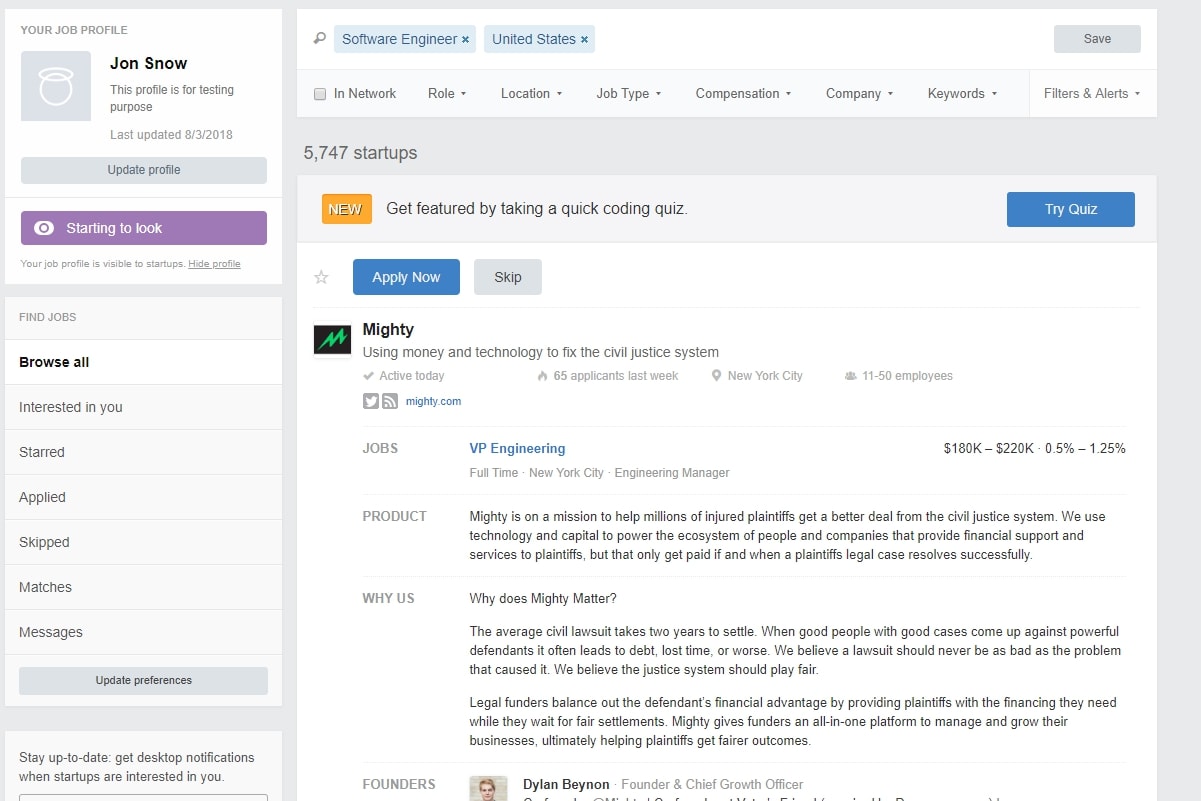 YOUR JOB PROFILE
Jon Snow
This profile is for testing
purpose
Last updated 8/3/2018
Update profile
Starting to look
Your job profile is visible to startups. Hide profile
FIND JOBS
Browse all
Interested in you
Starred
Applied
Skipped
Matches
Messages
Update preferences
Stay up-to-date: get desktop notifications
when startups are interested in you.
Software Engineer × United States × Save
In Network Role Location Job Type Compensation Company Keywords Filters & Alerts
5,747 startups
NEW Get featured by taking a quick coding quiz. Try Quiz
Apply Now Skip
Mighty
Using money and technology to fix the civil justice system
Active today 65 applicants last week New York City 11-50 employees
mighty.com
JOBS VP Engineering $180K – $220K · 0.5% – 1.25%
Full Time · New York City · Engineering Manager
PRODUCT Mighty is on a mission to help millions of injured plaintiffs get a better deal from the civil justice system. We use
technology and capital to power the ecosystem of people and companies that provide financial support and
services to plaintiffs, but that only get paid if and when a plaintiffs legal case resolves successfully.
WHY US Why does Mighty Matter?
The average civil lawsuit takes two years to settle. When good people with good cases come up against powerful
defendants it often leads to debt, lost time, or worse. We believe a lawsuit should never be as bad as the problem
that caused it. We believe the justice system should play fair.
Legal funders balance out the defendant's financial advantage by providing plaintiffs with the financing they need
while they wait for fair settlements. Mighty gives funders an all-in-one platform to manage and grow their
businesses, ultimately helping plaintiffs get fairer outcomes.
FOUNDERS Dylan Beynon · Founder & Chief Growth Officer